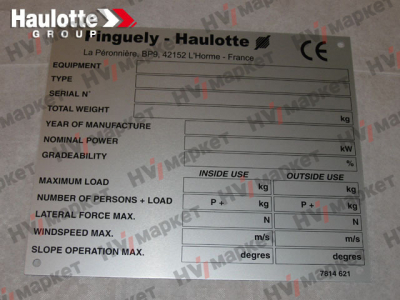 Haulotte
GROUP
Pinguely - Haulotte
La Péronnière, BP9, 42152 L'Horme - France
CE
EQUIPMENT
TYPE
SERIAL N°
TOTAL WEIGHT kg
YEAR OF MANUFACTURE
NOMINAL POWER kW
GRADEABILITY %
INSIDE USE OUTSIDE USE
MAXIMUM LOAD kg kg
NUMBER OF PERSONS + LOAD P + kg P + kg
LATERAL FORCE MAX. N N
WINDSPEED MAX. m/s m/s
SLOPE OPERATION MAX. degres degres
7814 621
HV/маркет